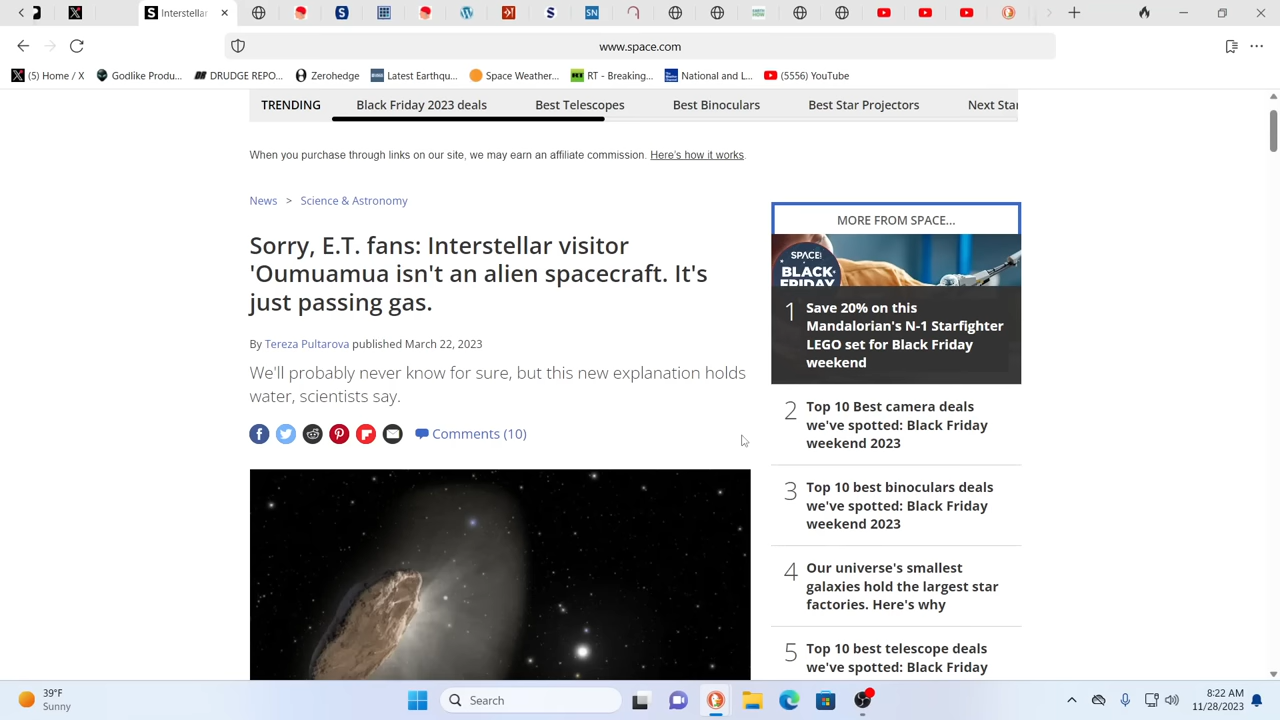 Interstellar
www.space.com
(5) Home / X
Godlike Produ...
DRUDGE REPO...
Zerohedge
Latest Earthqu...
Space Weather...
RT - Breaking...
National and L...
(5556) YouTube
TRENDING
Black Friday 2023 deals
Best Telescopes
Best Binoculars
Best Star Projectors
Next Star
When you purchase through links on our site, we may earn an affiliate commission. Here's how it works.
News > Science & Astronomy
Sorry, E.T. fans: Interstellar visitor
'Oumuamua isn't an alien spacecraft. It's
just passing gas.
By Tereza Pultarova published March 22, 2023
We'll probably never know for sure, but this new explanation holds
water, scientists say.
Comments (10)
MORE FROM SPACE...
SPACE
BLACK
FRIDAY
1 Save 20% on this
Mandalorian's N-1 Starfighter
LEGO set for Black Friday
weekend
2 Top 10 Best camera deals
we've spotted: Black Friday
weekend 2023
3 Top 10 best binoculars deals
we've spotted: Black Friday
weekend 2023
4 Our universe's smallest
galaxies hold the largest star
factories. Here's why
5 Top 10 best telescope deals
we've spotted: Black Friday
39°F
Sunny
Search
8:22 AM
11/28/2023